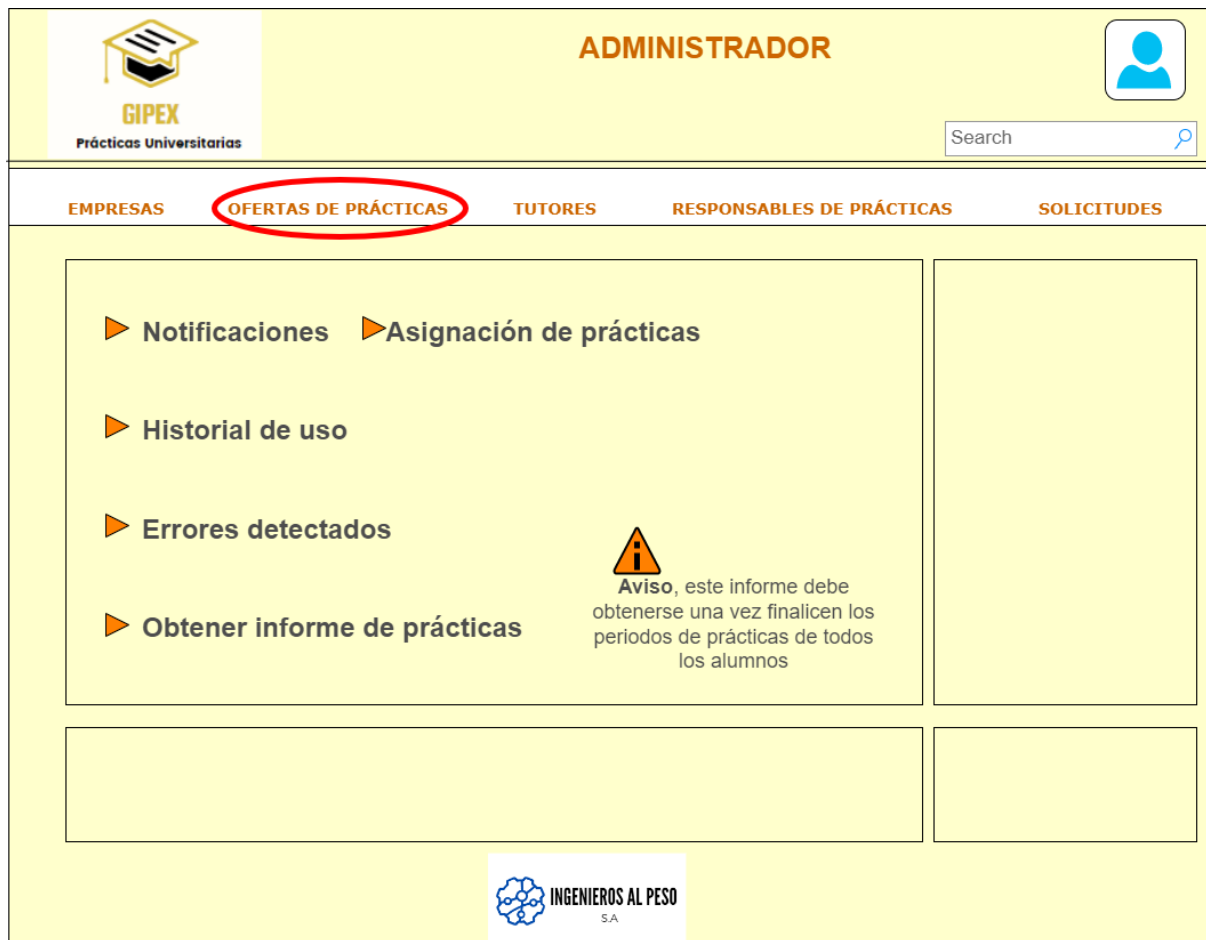 ADMINISTRADOR
GIPEX
Prácticas Universitarias
Search
EMPRESAS OFERTAS DE PRÁCTICAS TUTORES RESPONSABLES DE PRÁCTICAS SOLICITUDES
Notificaciones Asignación de prácticas
Historial de uso
Errores detectados
Obtener informe de prácticas
Aviso, este informe debe
obtenerse una vez finalicen los
periodos de prácticas de todos
los alumnos
INGENIEROS AL PESO
S.A